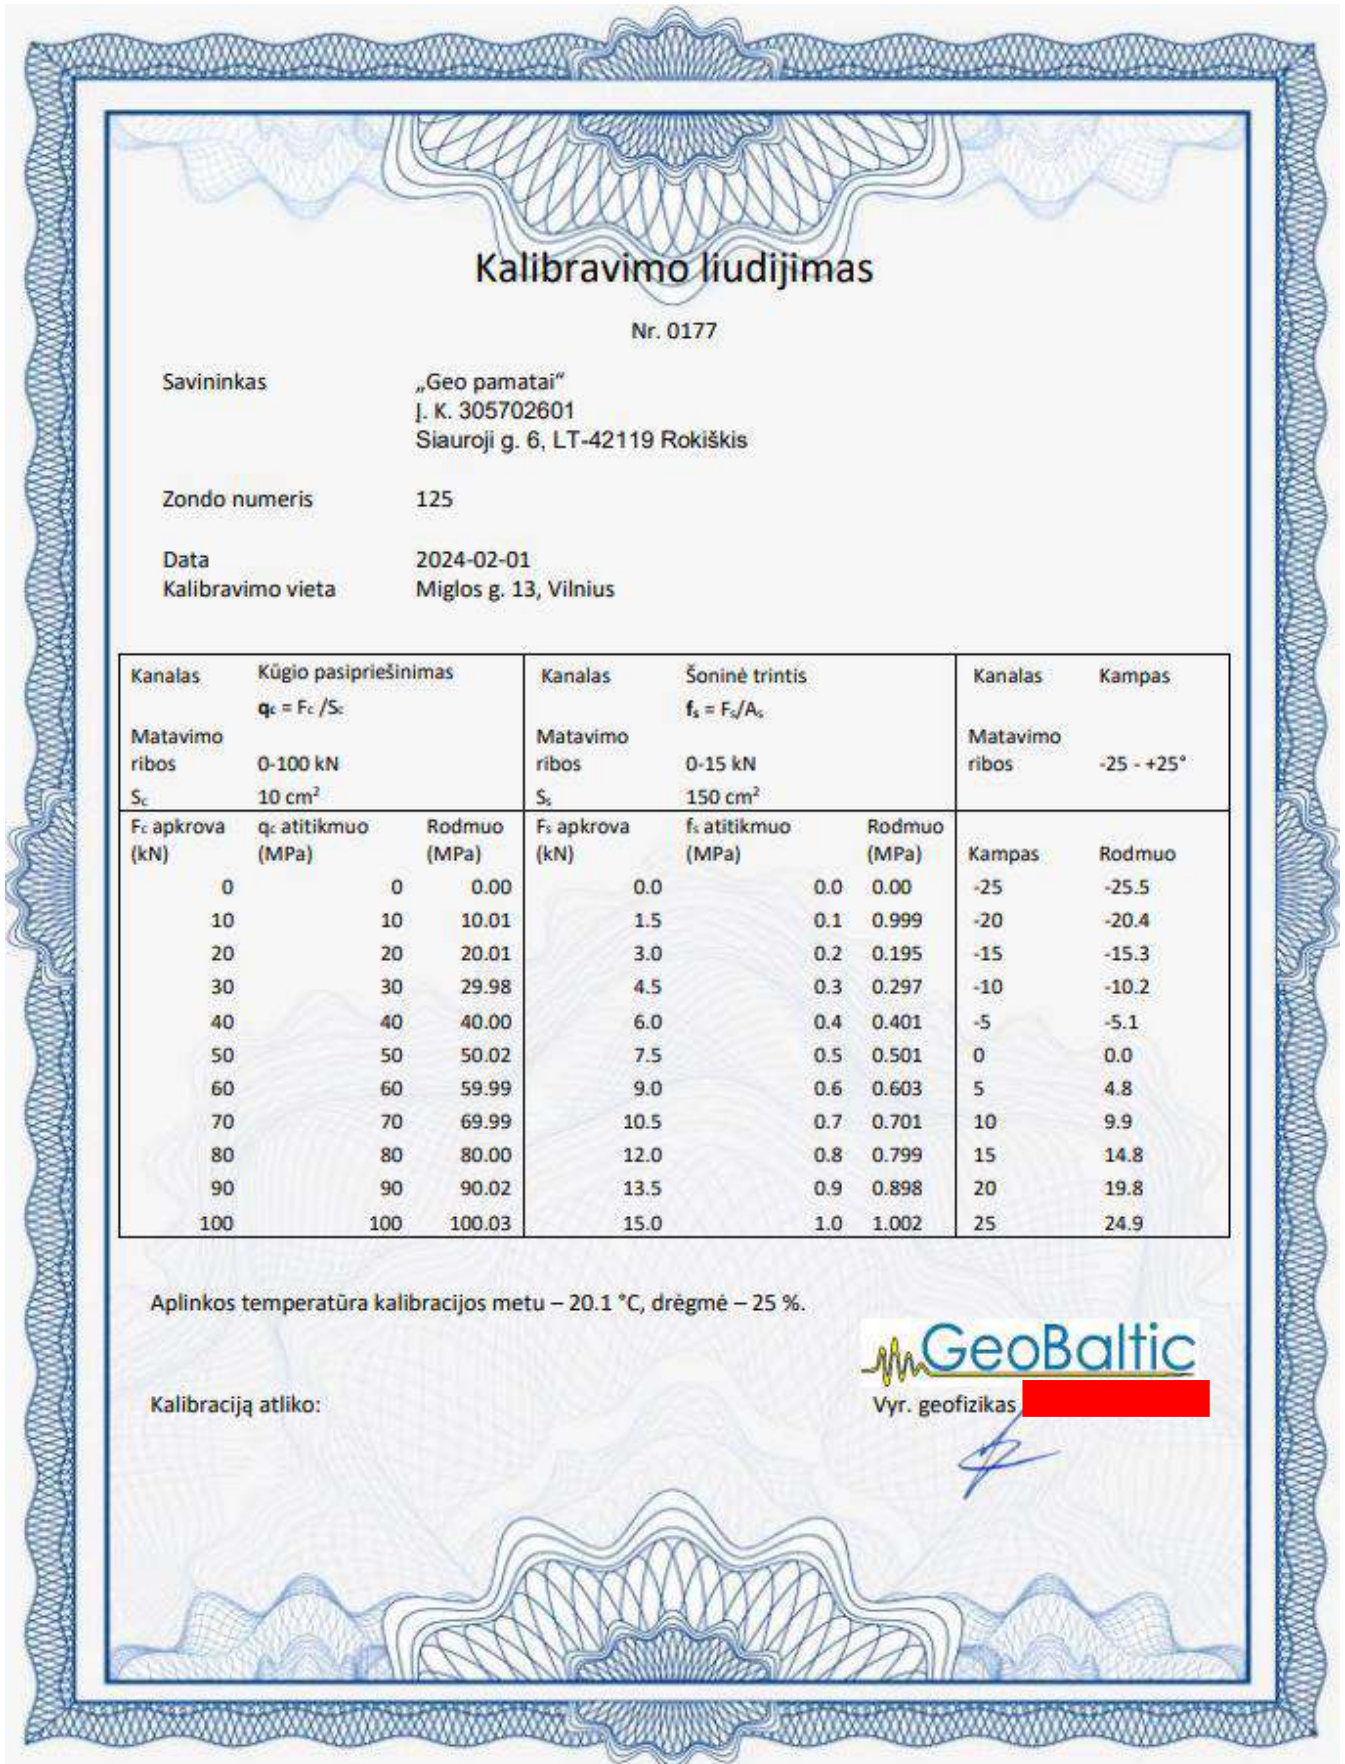 Kalibravimo liudijimas
Nr. 0177
Savininkas „Geo pamatai“
Į. K. 305702601
Siauroji g. 6, LT-42119 Rokiškis
Zondo numeris 125
Data 2024-02-01
Kalibravimo vieta Miglos g. 13, Vilnius
Kanalas Kūgio pasipriešinimas Kanalas Šoninė trintis Kanalas Kampas
qc = Fc /Sc fs = Fs/As
Matavimo Matavimo Matavimo
ribos 0-100 kN ribos 0-15 kN ribos -25 - +25°
Sc 10 cm² Ss 150 cm²
Fc apkrova qc atitikmuo Rodmuo Fs apkrova fs atitikmuo Rodmuo
(kN) (MPa) (MPa) (kN) (MPa) (MPa) Kampas Rodmuo
0 0 0.00 0.0 0.0 0.00 -25 -25.5
10 10 10.01 1.5 0.1 0.999 -20 -20.4
20 20 20.01 3.0 0.2 0.195 -15 -15.3
30 30 29.98 4.5 0.3 0.297 -10 -10.2
40 40 40.00 6.0 0.4 0.401 -5 -5.1
50 50 50.02 7.5 0.5 0.501 0 0.0
60 60 59.99 9.0 0.6 0.603 5 4.8
70 70 69.99 10.5 0.7 0.701 10 9.9
80 80 80.00 12.0 0.8 0.799 15 14.8
90 90 90.02 13.5 0.9 0.898 20 19.8
100 100 100.03 15.0 1.0 1.002 25 24.9
Aplinkos temperatūra kalibracijos metu – 20.1 °C, drėgmė – 25 %.
GeoBaltic
Kalibraciją atliko: Vyr. geofizikas